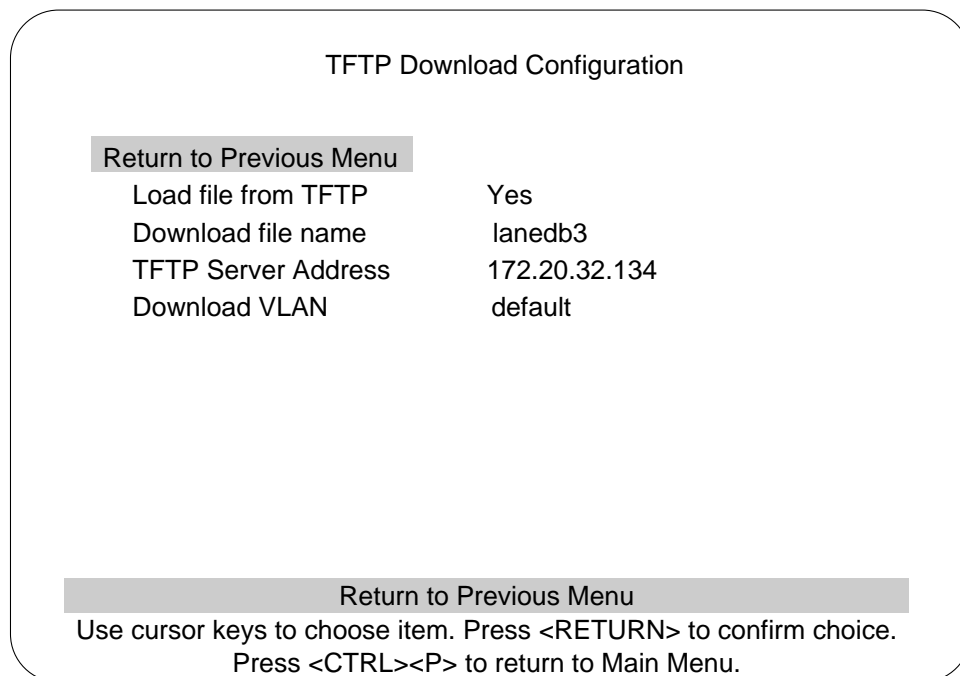 TFTP Download Configuration
Return to Previous Menu
Load file from TFTP Yes
Download file name lanedb3
TFTP Server Address 172.20.32.134
Download VLAN default
Return to Previous Menu
Use cursor keys to choose item. Press <RETURN> to confirm choice.
Press <CTRL><P> to return to Main Menu.